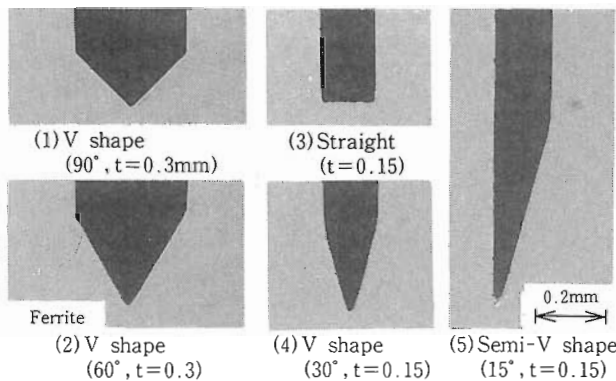 (1) V shape
(90°, t=0.3mm)
(3) Straight
(t=0.15)
Ferrite
(2) V shape
(60°, t=0.3)
(4) V shape
(30°, t=0.15)
0.2mm
(5) Semi-V shape
(15°, t=0.15)